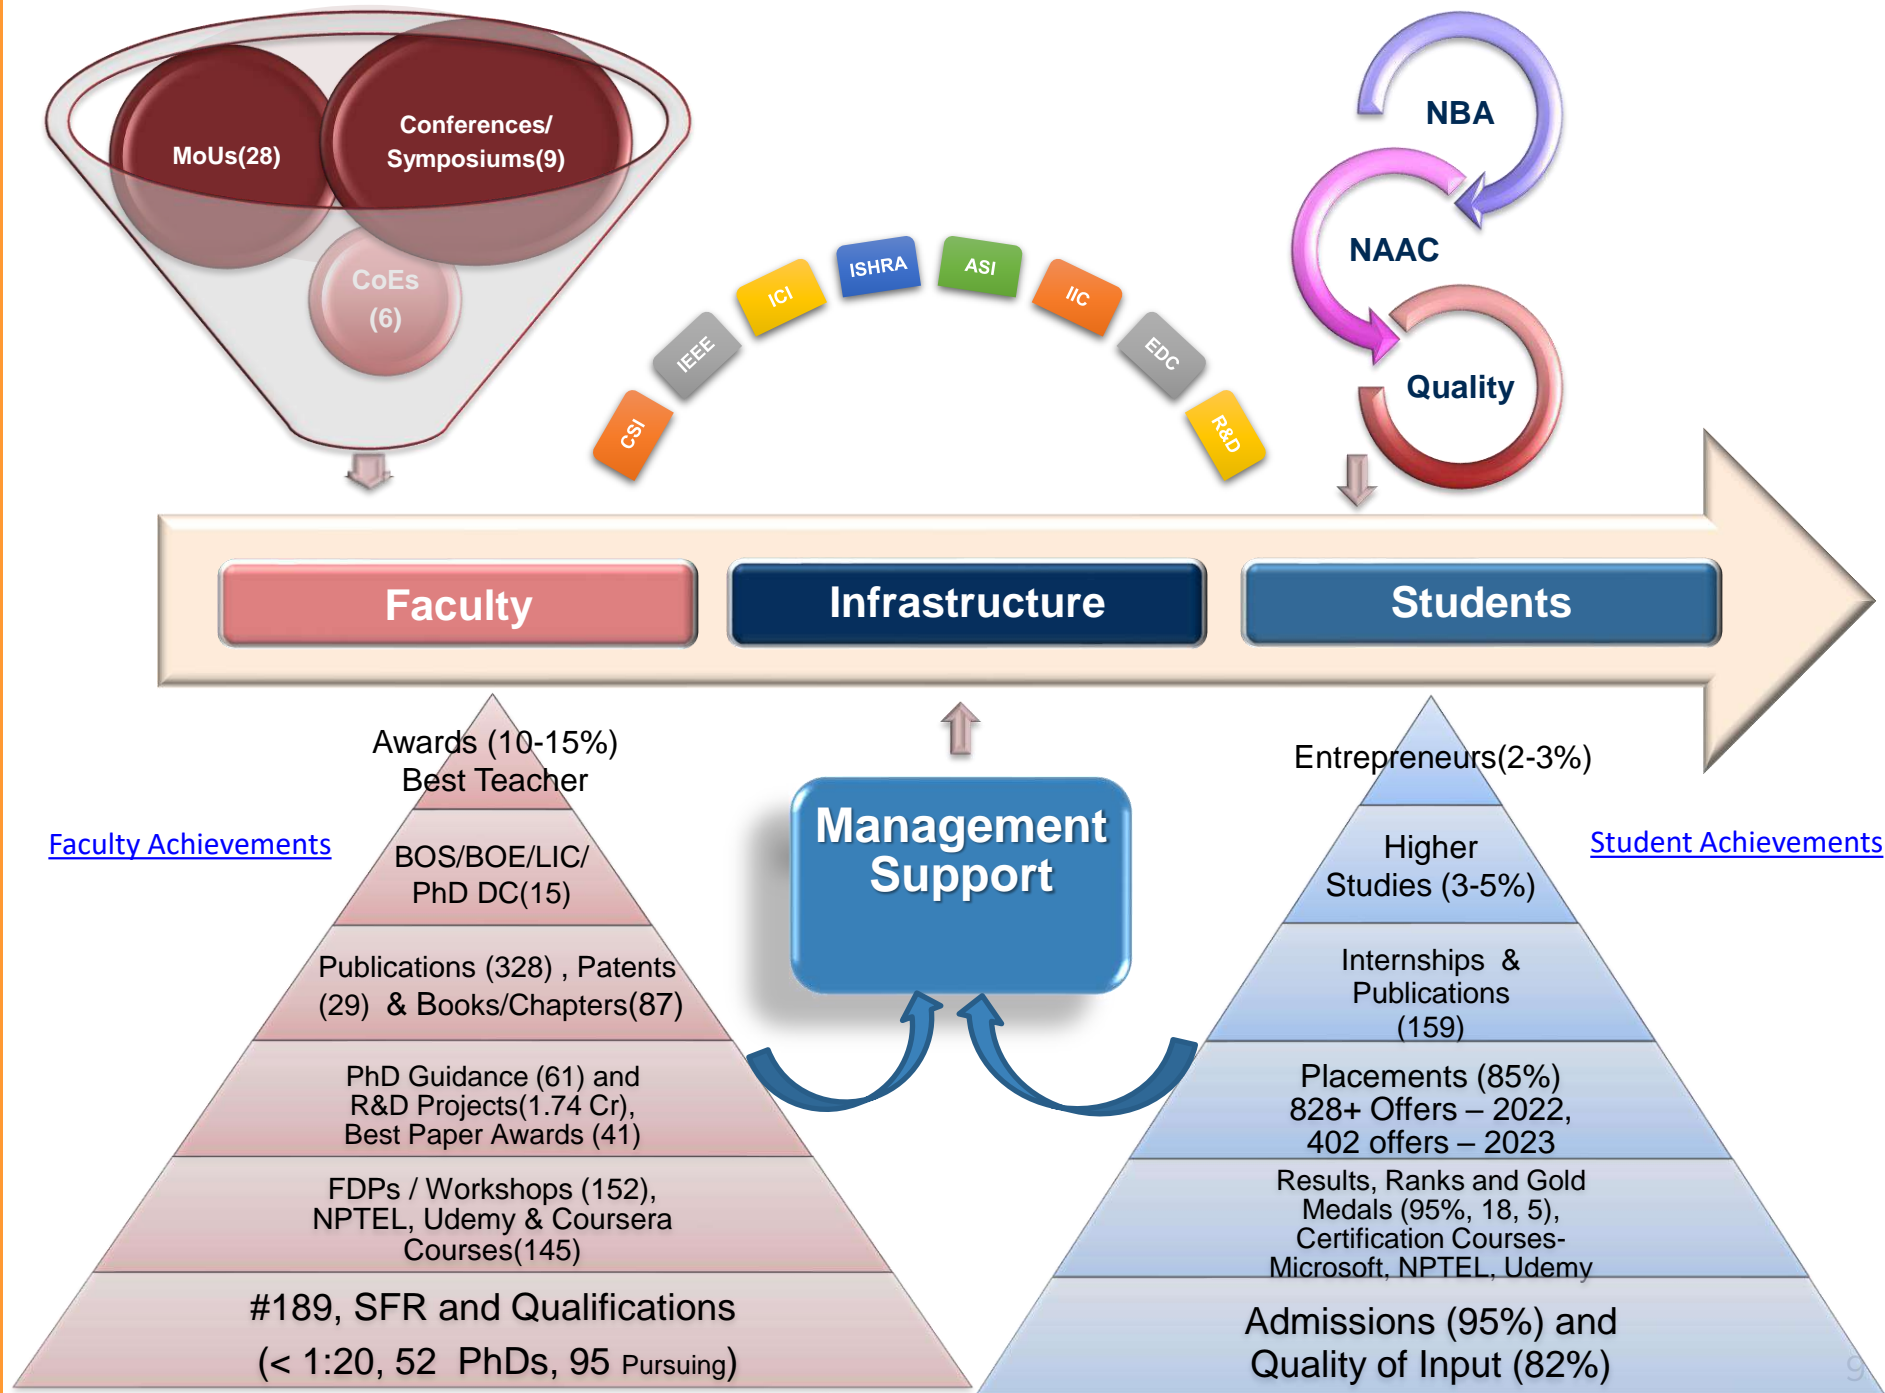 MoUs(28)
Conferences/
Symposiums(9)
CoEs
(6)
CSI
IEEE
ICI
ISHRA
ASI
IIC
EDC
R&D
NBA
NAAC
Quality
Faculty
Infrastructure
Students
Awards (10-15%)
Best Teacher
Faculty Achievements
BOS/BOE/LIC/
PhD DC(15)
Publications (328) , Patents
(29)  & Books/Chapters(87)
PhD Guidance (61) and
R&D Projects(1.74 Cr),
Best Paper Awards (41)
FDPs / Workshops (152),
NPTEL, Udemy & Coursera
Courses(145)
#189, SFR and Qualifications
(< 1:20, 52  PhDs, 95 Pursuing)
Management
Support
Entrepreneurs(2-3%)
Student Achievements
Higher
Studies (3-5%)
Internships  &
Publications
(159)
Placements (85%)
828+ Offers – 2022,
402 offers – 2023
Results, Ranks and Gold
Medals (95%, 18, 5),
Certification Courses-
Microsoft, NPTEL, Udemy
Admissions (95%) and
Quality of Input (82%)
9